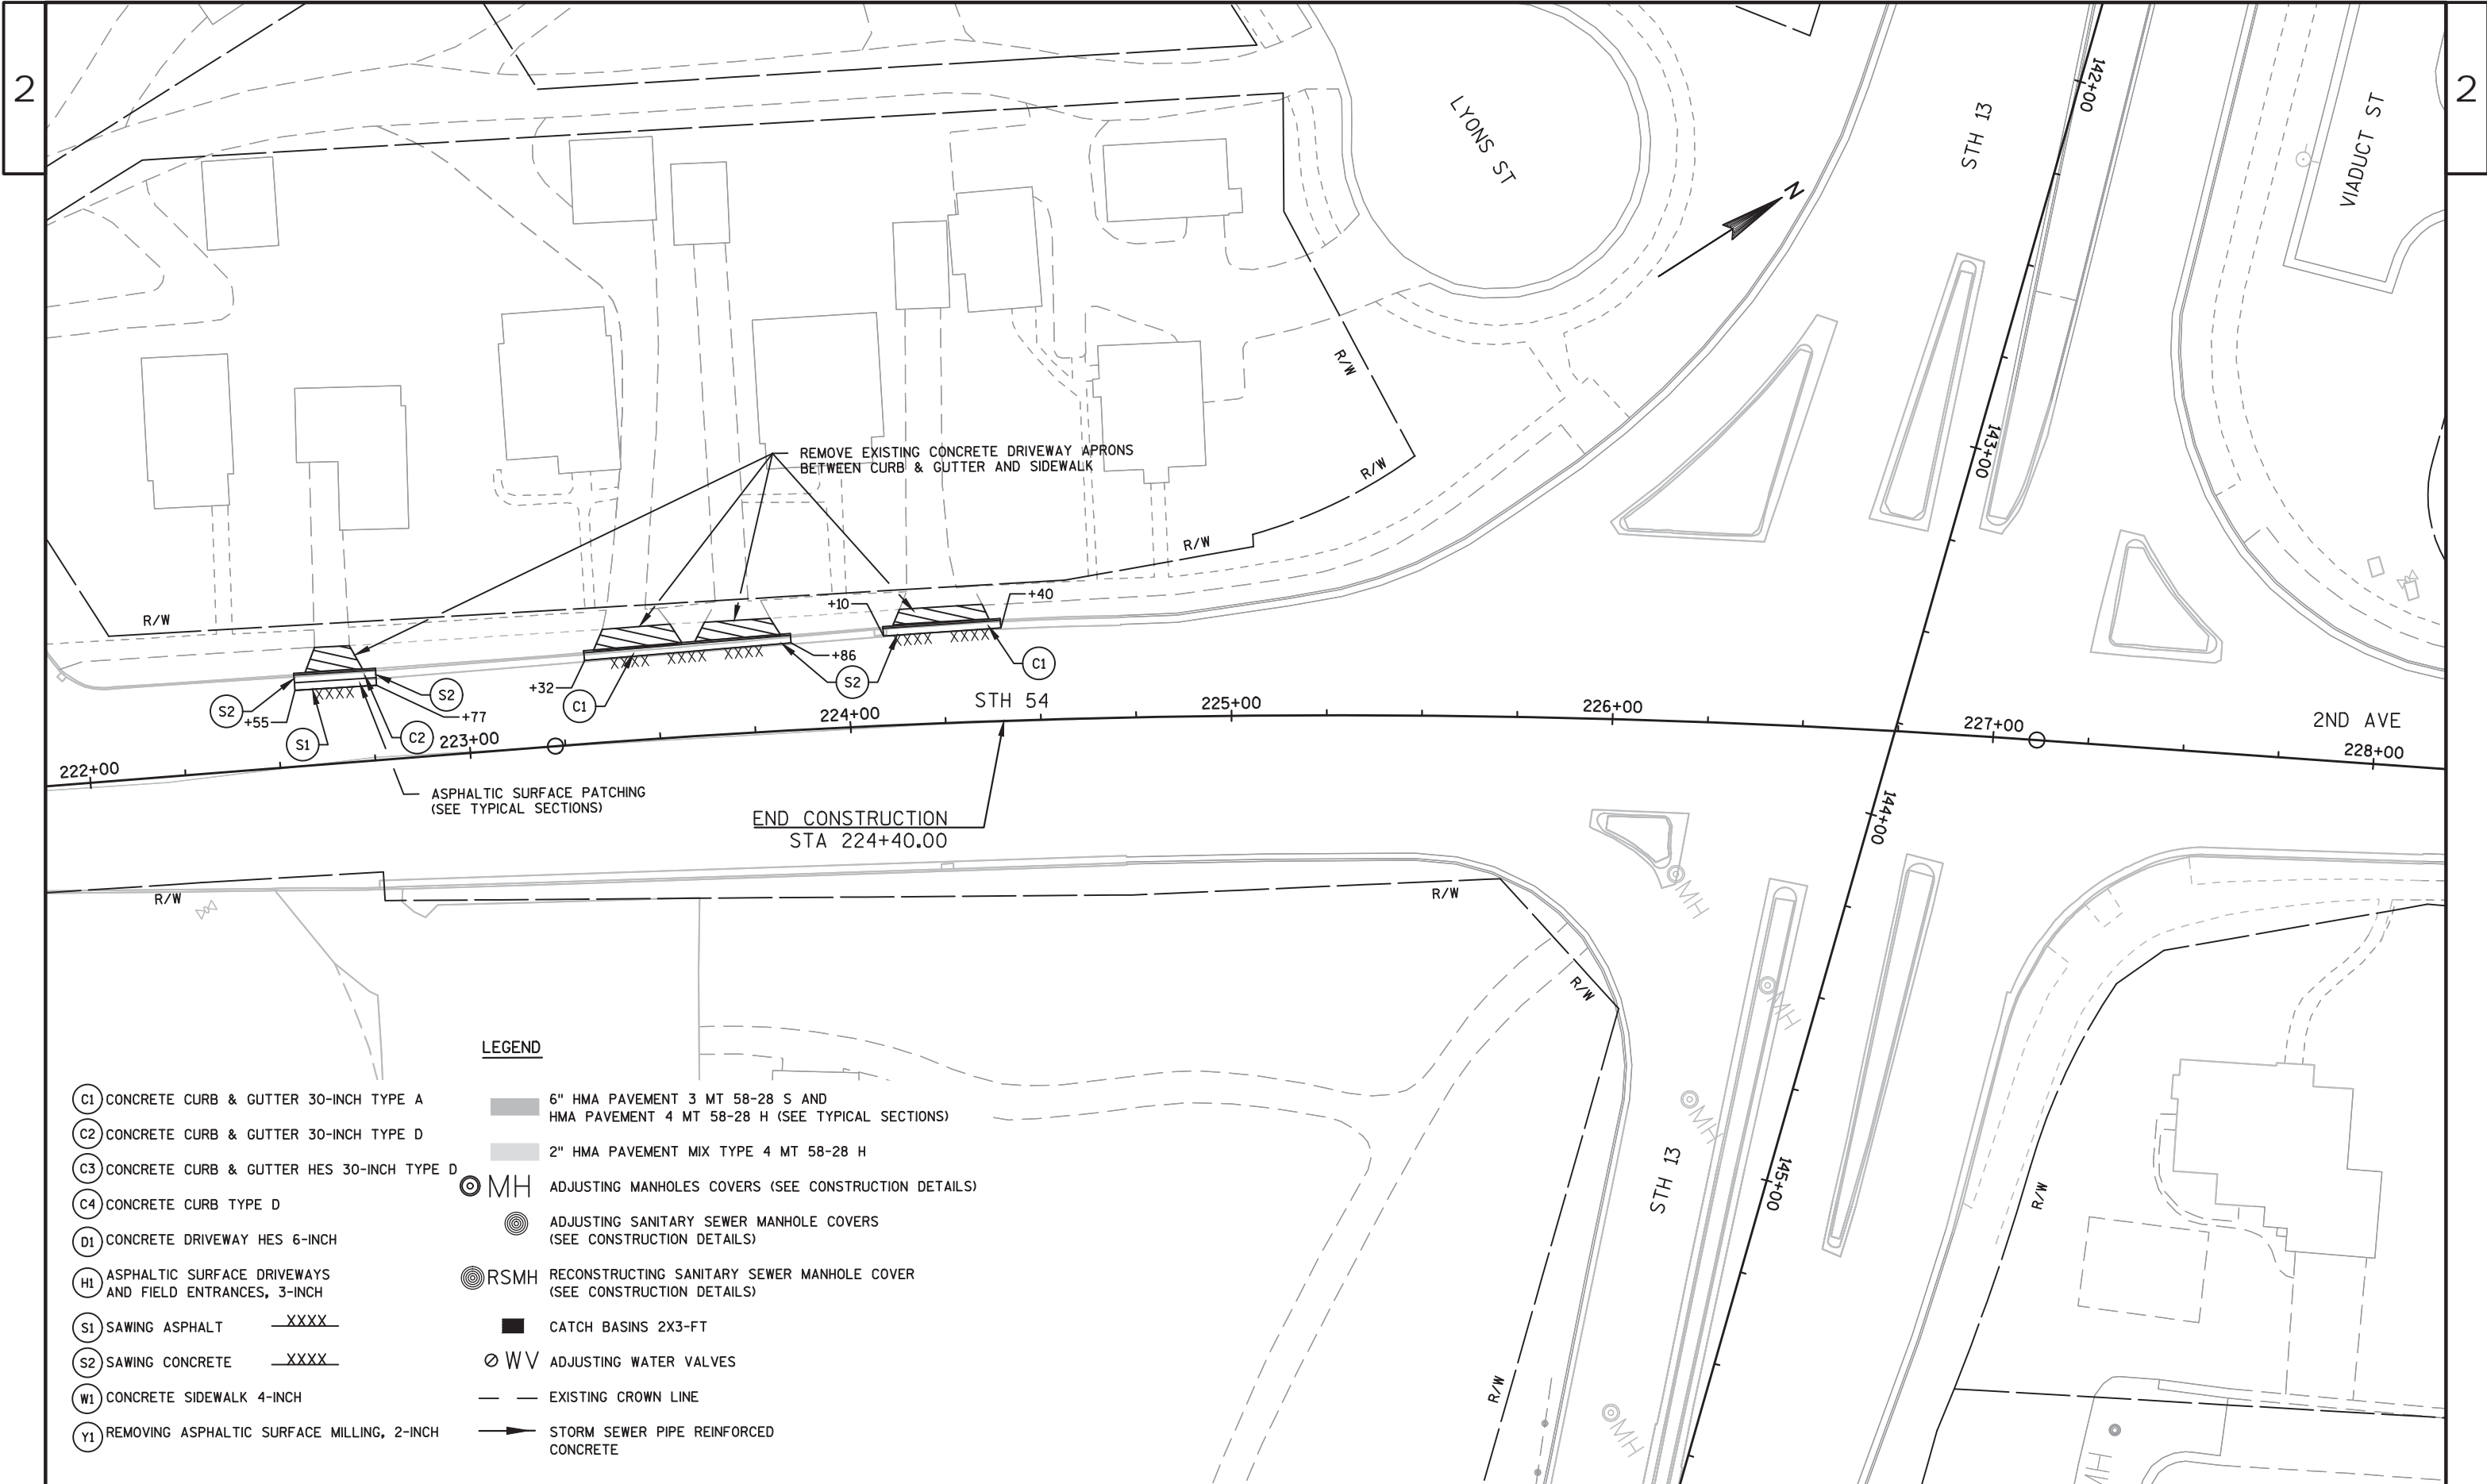 2
2
LYONS ST
STH 13
142+00
VIADUCT ST
N
R/W
143+00
REMOVE EXISTING CONCRETE DRIVEWAY APRONS
BETWEEN CURB & GUTTER AND SIDEWALK
R/W
R/W
R/W
+10
+40
XXXX
XXXX
XXXX
XXXX
XXXX
XXXX
C1
+86
S2
+32
C1
S2
+55
S2
+77
S1
C2
222+00
223+00
224+00
STH 54
225+00
226+00
227+00
2ND AVE
228+00
ASPHALTIC SURFACE PATCHING
(SEE TYPICAL SECTIONS)
END CONSTRUCTION
STA 224+40.00
144+00
R/W
R/W
MH
R/W
MH
MH
STH 13
145+00
R/W
R/W
MH
MH
LEGEND
C1 CONCRETE CURB & GUTTER 30-INCH TYPE A
C2 CONCRETE CURB & GUTTER 30-INCH TYPE D
C3 CONCRETE CURB & GUTTER HES 30-INCH TYPE D
C4 CONCRETE CURB TYPE D
D1 CONCRETE DRIVEWAY HES 6-INCH
H1 ASPHALTIC SURFACE DRIVEWAYS
AND FIELD ENTRANCES, 3-INCH
S1 SAWING ASPHALT XXXX
S2 SAWING CONCRETE XXXX
W1 CONCRETE SIDEWALK 4-INCH
Y1 REMOVING ASPHALTIC SURFACE MILLING, 2-INCH
6" HMA PAVEMENT 3 MT 58-28 S AND
HMA PAVEMENT 4 MT 58-28 H (SEE TYPICAL SECTIONS)
2" HMA PAVEMENT MIX TYPE 4 MT 58-28 H
MH ADJUSTING MANHOLES COVERS (SEE CONSTRUCTION DETAILS)
ADJUSTING SANITARY SEWER MANHOLE COVERS
(SEE CONSTRUCTION DETAILS)
RSMH RECONSTRUCTING SANITARY SEWER MANHOLE COVER
(SEE CONSTRUCTION DETAILS)
CATCH BASINS 2X3-FT
WV ADJUSTING WATER VALVES
EXISTING CROWN LINE
STORM SEWER PIPE REINFORCED
CONCRETE